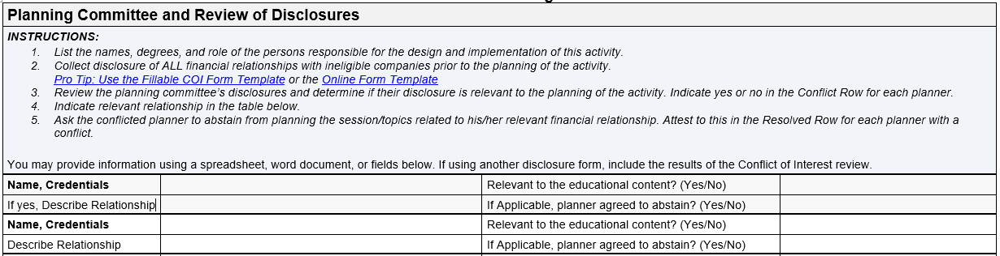 Planning Committee and Review of Disclosures
INSTRUCTIONS:
1. List the names, degrees, and role of the persons responsible for the design and implementation of this activity.
2. Collect disclosure of ALL financial relationships with ineligible companies prior to the planning of the activity.
Pro Tip: Use the Fillable COI Form Template or the Online Form Template
3. Review the planning committee's disclosures and determine if their disclosure is relevant to the planning of the activity. Indicate yes or no in the Conflict Row for each planner.
4. Indicate relevant relationship in the table below.
5. Ask the conflicted planner to abstain from planning the session/topics related to his/her relevant financial relationship. Attest to this in the Resolved Row for each planner with a
conflict.
You may provide information using a spreadsheet, word document, or fields below. If using another disclosure form, include the results of the Conflict of Interest review.
Name, Credentials Relevant to the educational content? (Yes/No)
If yes, Describe Relationship If Applicable, planner agreed to abstain? (Yes/No)
Name, Credentials Relevant to the educational content? (Yes/No)
Describe Relationship If Applicable, planner agreed to abstain? (Yes/No)